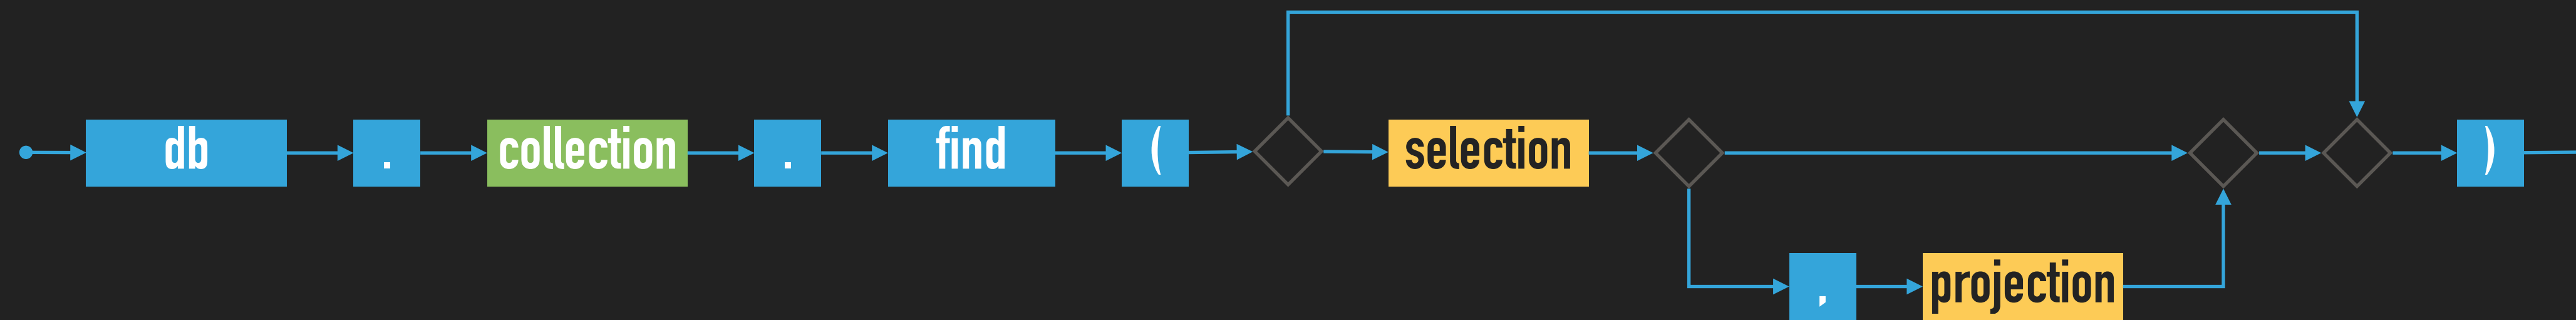 db . collection . find ( selection )
, projection